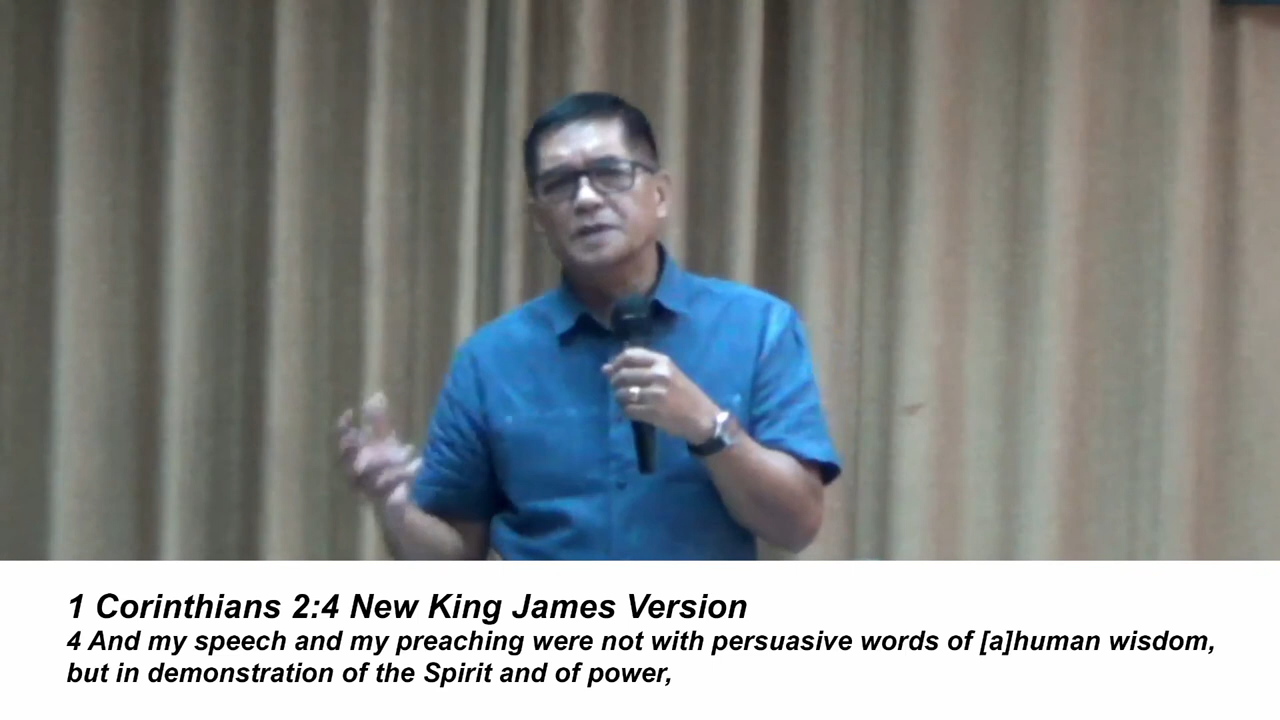 1 Corinthians 2:4 New King James Version
4 And my speech and my preaching were not with persuasive words of [a]human wisdom,
but in demonstration of the Spirit and of power,